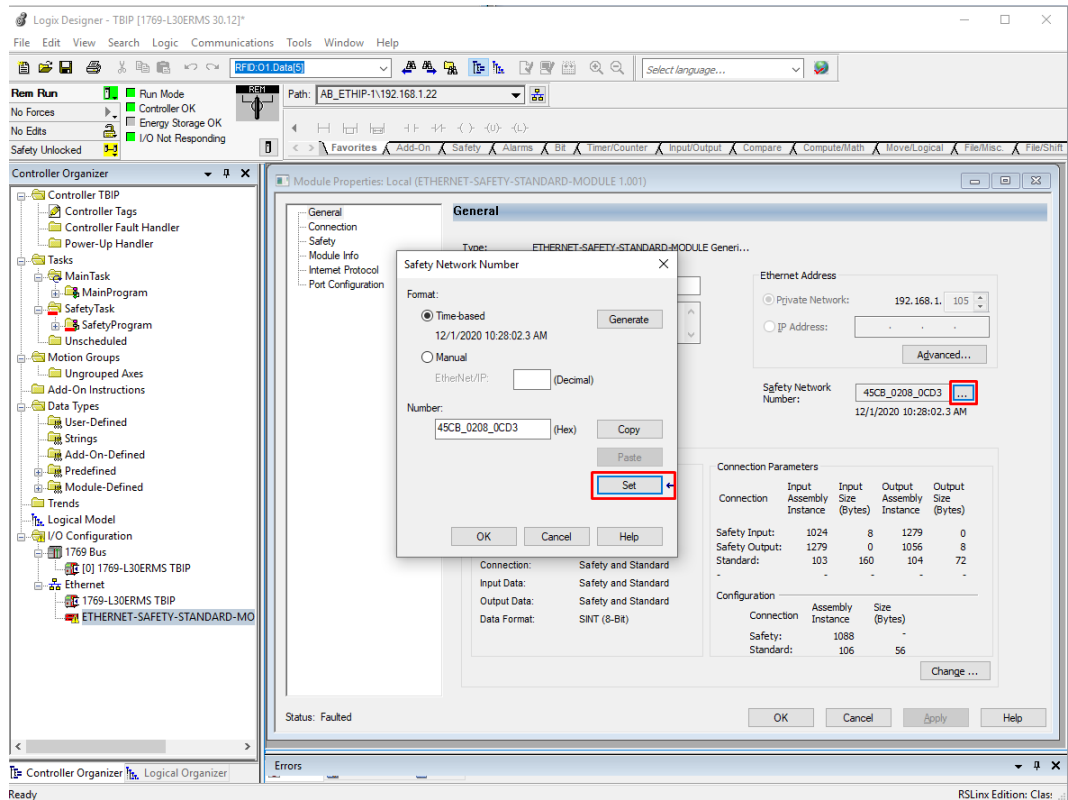 Logix Designer - TBIP [1769-L30ERMS 30.12]*
File Edit View Search Logic Communications Tools Window Help
RFID:O1.Data[5]
Select language...
Rem Run
Run Mode
REM
Path: AB_ETHIP-1\192.168.1.22
No Forces
Controller OK
No Edits
Energy Storage OK
I/O Not Responding
Safety Unlocked
Favorites Add-On Safety Alarms Bit Timer/Counter Input/Output Compare Compute/Math Move/Logical File/Misc. File/Shift
Controller Organizer
Controller TBIP
Controller Tags
Controller Fault Handler
Power-Up Handler
Tasks
MainTask
MainProgram
SafetyTask
SafetyProgram
Unscheduled
Motion Groups
Ungrouped Axes
Add-On Instructions
Data Types
User-Defined
Strings
Add-On-Defined
Predefined
Module-Defined
Trends
Logical Model
I/O Configuration
1769 Bus
[0] 1769-L30ERMS TBIP
Ethernet
1769-L30ERMS TBIP
ETHERNET-SAFETY-STANDARD-MO
Controller Organizer Logical Organizer
Module Properties: Local (ETHERNET-SAFETY-STANDARD-MODULE 1.001)
General
Connection
Safety
Module Info
Internet Protocol
Port Configuration
General
Type: ETHERNET-SAFETY-STANDARD-MODULE Generi...
Safety Network Number
Format:
Time-based
Generate
12/1/2020 10:28:02.3 AM
Manual
EtherNet/IP: (Decimal)
Number:
45CB_0208_0CD3 (Hex) Copy
Paste
Set
OK Cancel Help
Ethernet Address
Private Network: 192.168.1. 105
IP Address: . . .
Advanced...
Safety Network
Number:
45CB_0208_0CD3 ...
12/1/2020 10:28:02.3 AM
Connection: Safety and Standard
Input Data: Safety and Standard
Output Data: Safety and Standard
Data Format: SINT (8-Bit)
Connection Parameters
Connection Input Assembly Instance Input Size (Bytes) Output Assembly Instance Output Size (Bytes)
Safety Input: 1024 8 1279 0
Safety Output: 1279 0 1056 8
Standard: 103 160 104 72
- - - - -
Configuration
Connection Assembly Instance Size (Bytes)
Safety: 1088 -
Standard: 106 56
Change ...
Status: Faulted
OK Cancel Apply Help
Errors
Ready
RSLinx Edition: Clas: